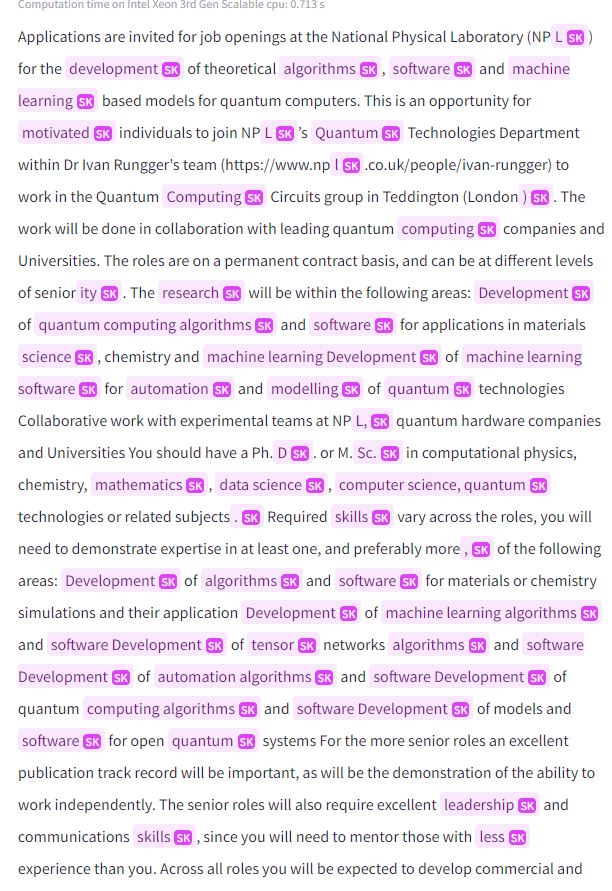 Computation time on Intel Xeon 3rd Gen Scalable cpu: 0.713 s
Applications are invited for job openings at the National Physical Laboratory (NP L SK )
for the development SK of theoretical algorithms SK , software SK and machine
learning SK based models for quantum computers. This is an opportunity for
motivated SK individuals to join NP L SK 's Quantum SK Technologies Department
within Dr Ivan Rungger's team (https://www.np l SK .co.uk/people/ivan-rungger) to
work in the Quantum Computing SK Circuits group in Teddington (London ) SK . The
work will be done in collaboration with leading quantum computing SK companies and
Universities. The roles are on a permanent contract basis, and can be at different levels
of senior ity SK . The research SK will be within the following areas: Development SK
of quantum computing algorithms SK and software SK for applications in materials
science SK , chemistry and machine learning Development SK of machine learning
software SK for automation SK and modelling SK of quantum SK technologies
Collaborative work with experimental teams at NP L, SK quantum hardware companies
and Universities You should have a Ph. D SK . or M. Sc. SK in computational physics,
chemistry, mathematics SK , data science SK , computer science, quantum SK
technologies or related subjects . SK Required skills SK vary across the roles, you will
need to demonstrate expertise in at least one, and preferably more , SK of the following
areas: Development SK of algorithms SK and software SK for materials or chemistry
simulations and their application Development SK of machine learning algorithms SK
and software Development SK of tensor SK networks algorithms SK and software
Development SK of automation algorithms SK and software Development SK of
quantum computing algorithms SK and software Development SK of models and
software SK for open quantum SK systems For the more senior roles an excellent
publication track record will be important, as will be the demonstration of the ability to
work independently. The senior roles will also require excellent leadership SK and
communications skills SK , since you will need to mentor those with less SK
experience than you. Across all roles you will be expected to develop commercial and